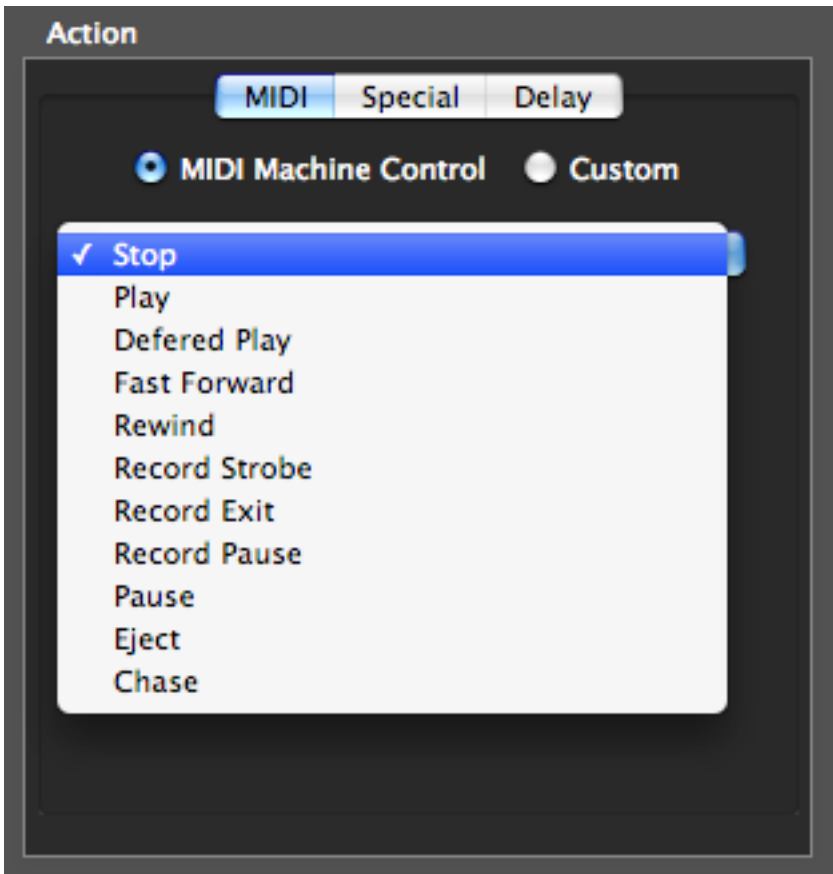 Action
MIDI Special Delay
MIDI Machine Control Custom
✓ Stop
Play
Defered Play
Fast Forward
Rewind
Record Strobe
Record Exit
Record Pause
Pause
Eject
Chase